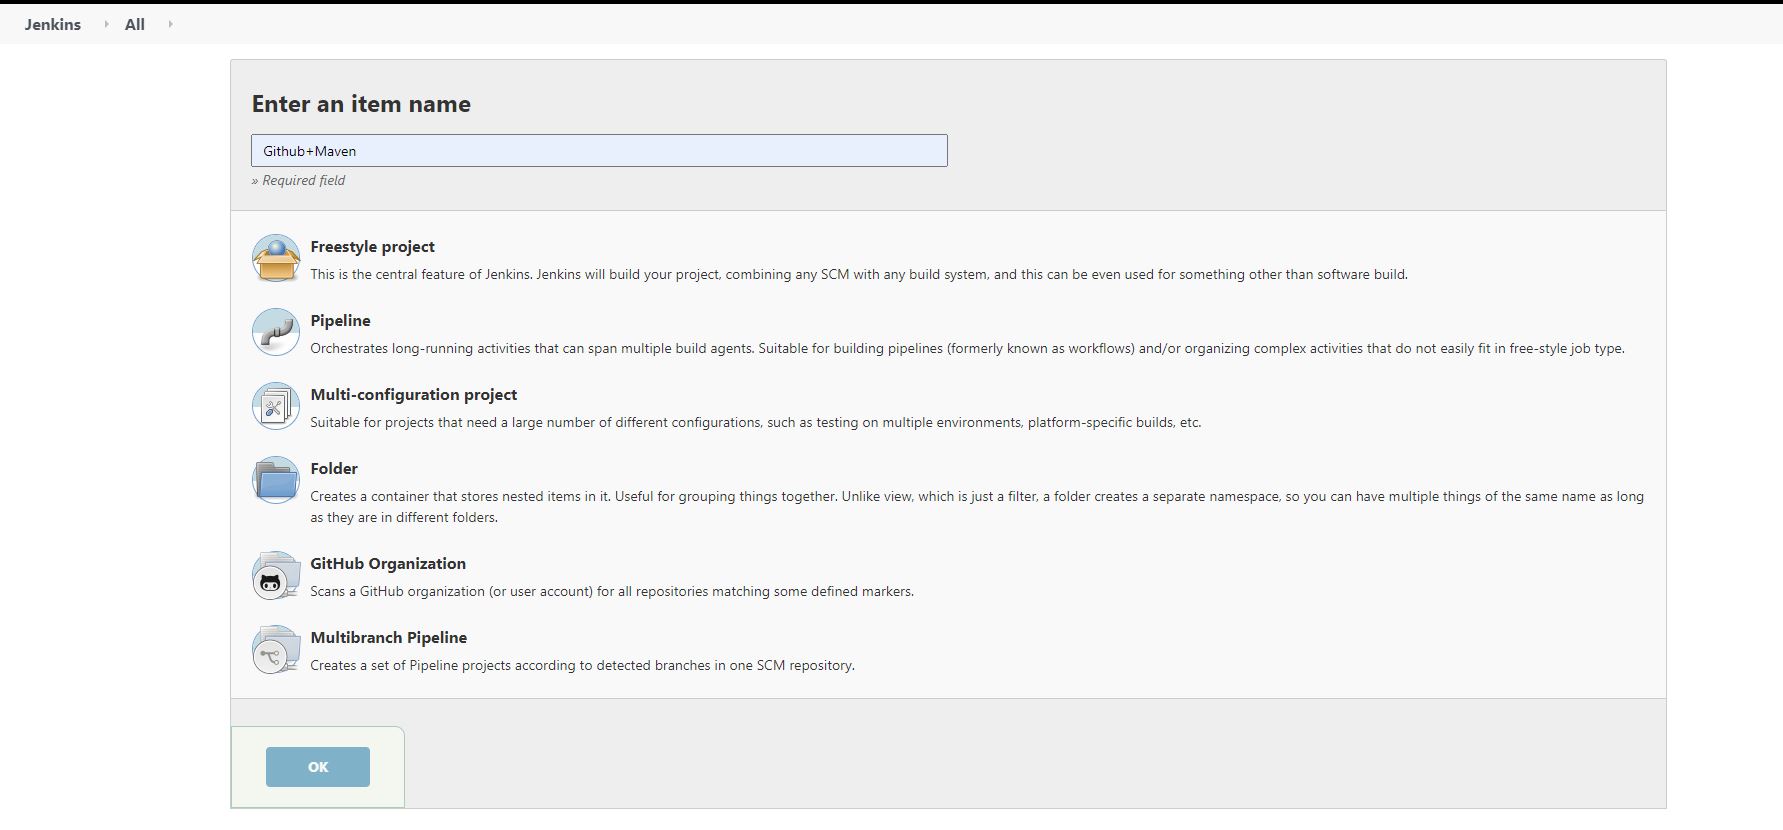 Jenkins All
Enter an item name
Github+Maven
» Required field
Freestyle project
This is the central feature of Jenkins. Jenkins will build your project, combining any SCM with any build system, and this can be even used for something other than software build.
Pipeline
Orchestrates long-running activities that can span multiple build agents. Suitable for building pipelines (formerly known as workflows) and/or organizing complex activities that do not easily fit in free-style job type.
Multi-configuration project
Suitable for projects that need a large number of different configurations, such as testing on multiple environments, platform-specific builds, etc.
Folder
Creates a container that stores nested items in it. Useful for grouping things together. Unlike view, which is just a filter, a folder creates a separate namespace, so you can have multiple things of the same name as long
as they are in different folders.
GitHub Organization
Scans a GitHub organization (or user account) for all repositories matching some defined markers.
Multibranch Pipeline
Creates a set of Pipeline projects according to detected branches in one SCM repository.
OK